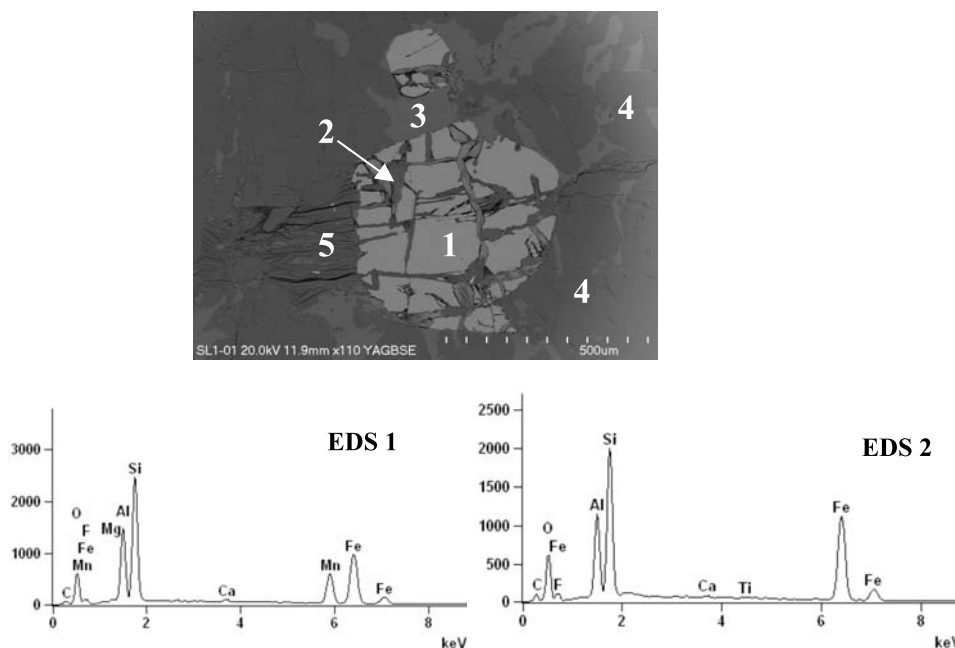 3
4
2
5
1
4
SL1-01 20.0kV 11.9mm x110 YAGBSE
500um
EDS 1
3000
2000
1000
0
Si
O
Al
F
Mg
Fe
Mn
C
Ca
Mn
Fe
Fe
0
2
4
6
8
keV
EDS 2
2500
2000
1500
1000
500
0
Si
Al
O
Fe
C
F
Ca
Ti
Fe
Fe
0
2
4
6
8
keV